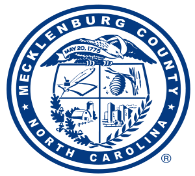 MECKLENBURG COUNTY
MAY 20, 1775
NORTH CAROLINA
®